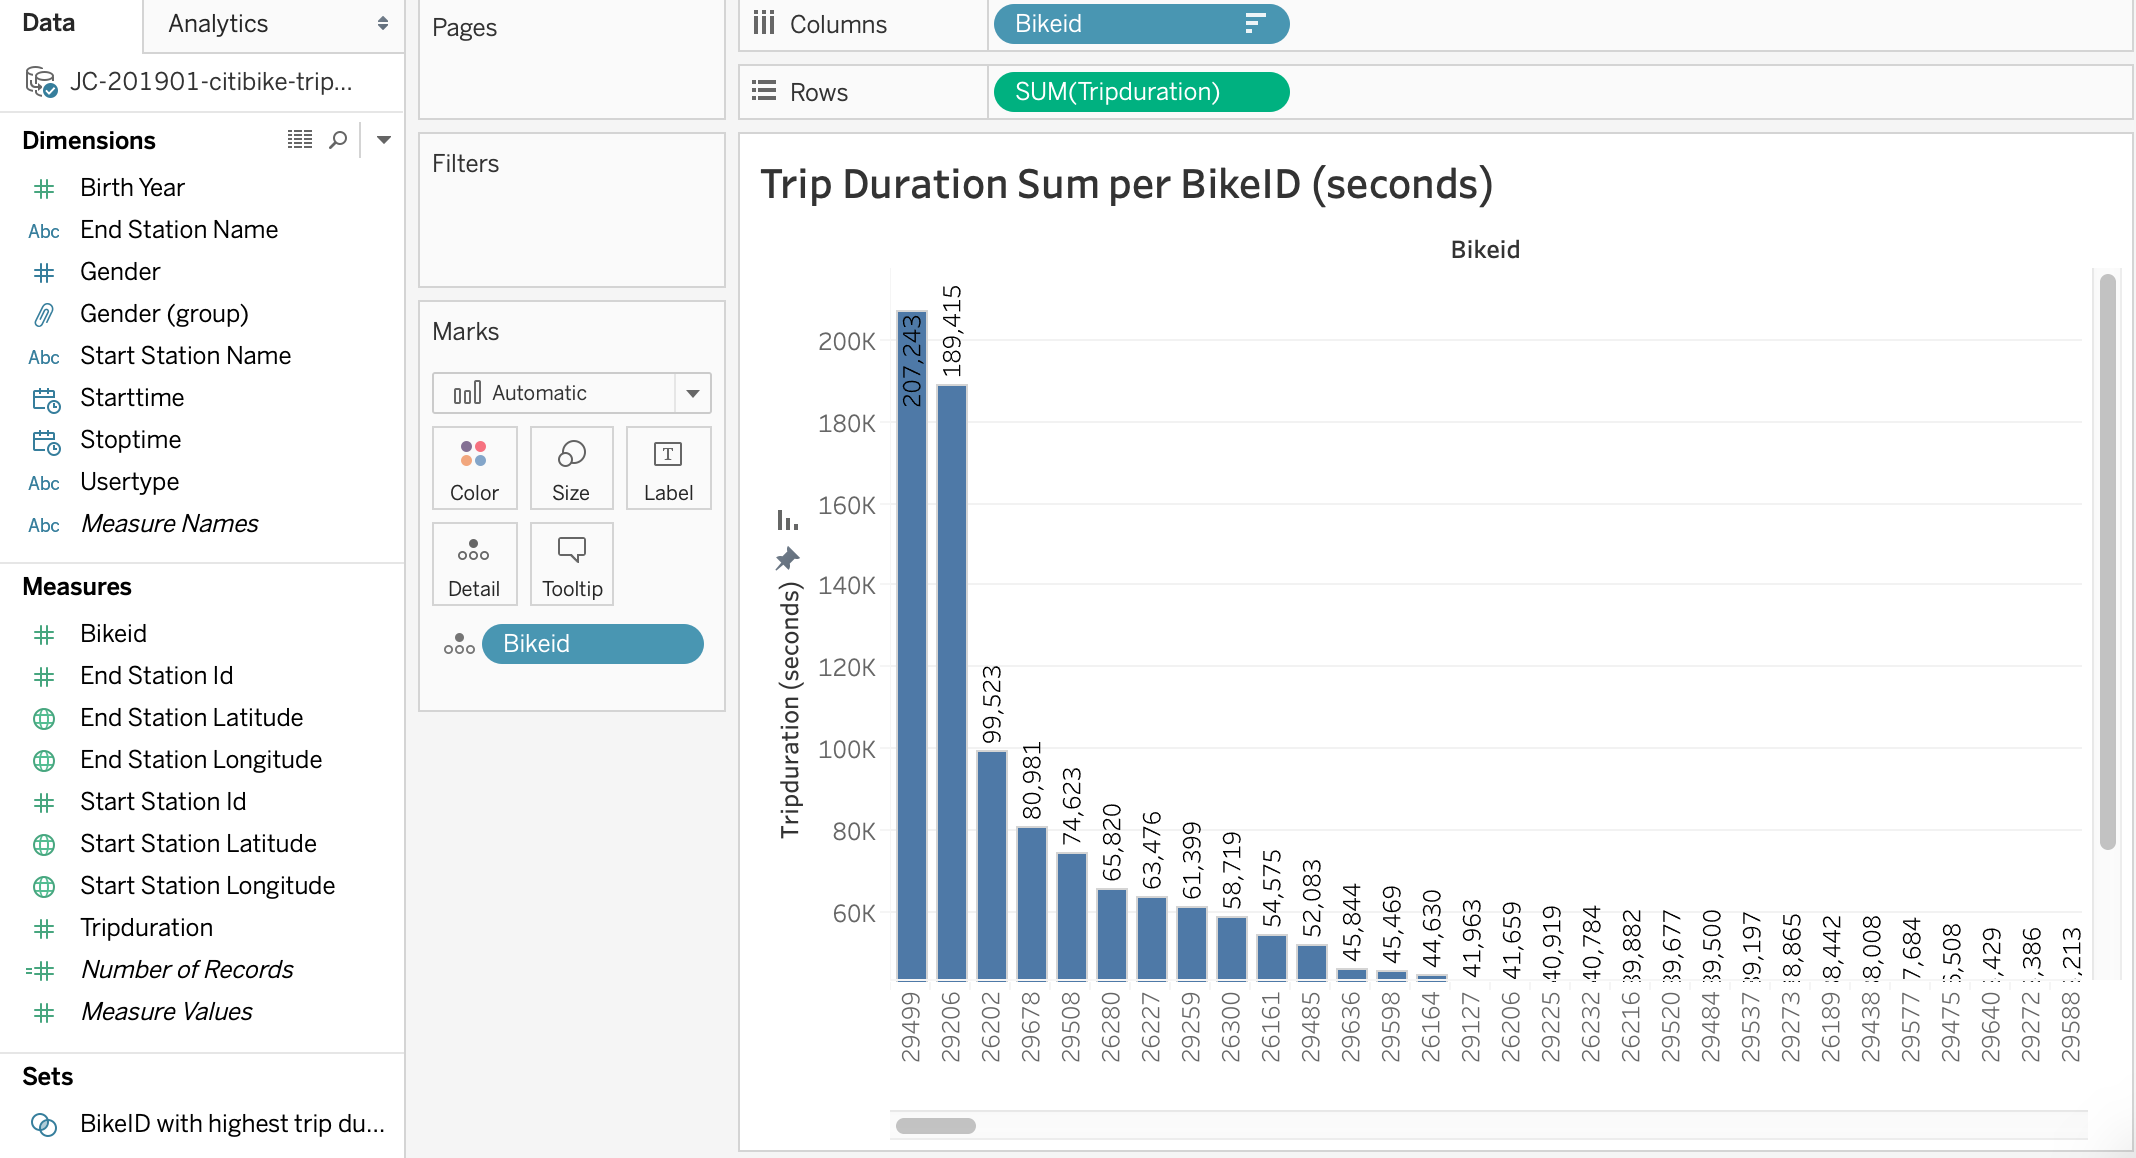 Data
Analytics
JC-201901-citibike-trip...
Dimensions
Birth Year
Abc End Station Name
Gender
Gender (group)
Abc Start Station Name
Starttime
Stoptime
Abc Usertype
Abc Measure Names
Measures
Bikeid
End Station Id
End Station Latitude
End Station Longitude
Start Station Id
Start Station Latitude
Start Station Longitude
Tripduration
Number of Records
Measure Values
Sets
BikeID with highest trip du...
Pages
Filters
Marks
Automatic
Color
Size
T
Label
Detail
Tooltip
Bikeid
Columns
Bikeid
Rows
SUM(Tripduration)
Trip Duration Sum per BikeID (seconds)
Bikeid
Tripduration (seconds)
200K
180K
160K
140K
120K
100K
80K
60K
207,243
189,415
99,523
80,981
74,623
65,820
63,476
61,399
58,719
54,575
52,083
45,844
45,469
44,630
41,963
41,659
40,919
40,784
39,882
39,677
39,500
39,197
8,865
8,442
8,008
7,684
,508
,429
,386
,213
29499
29206
26202
29678
29508
26280
26227
29259
26300
26161
29485
29636
29598
26164
29127
26206
29225
26232
26216
29520
29484
29537
29273
26189
29438
29577
29475
29640
29272
29588